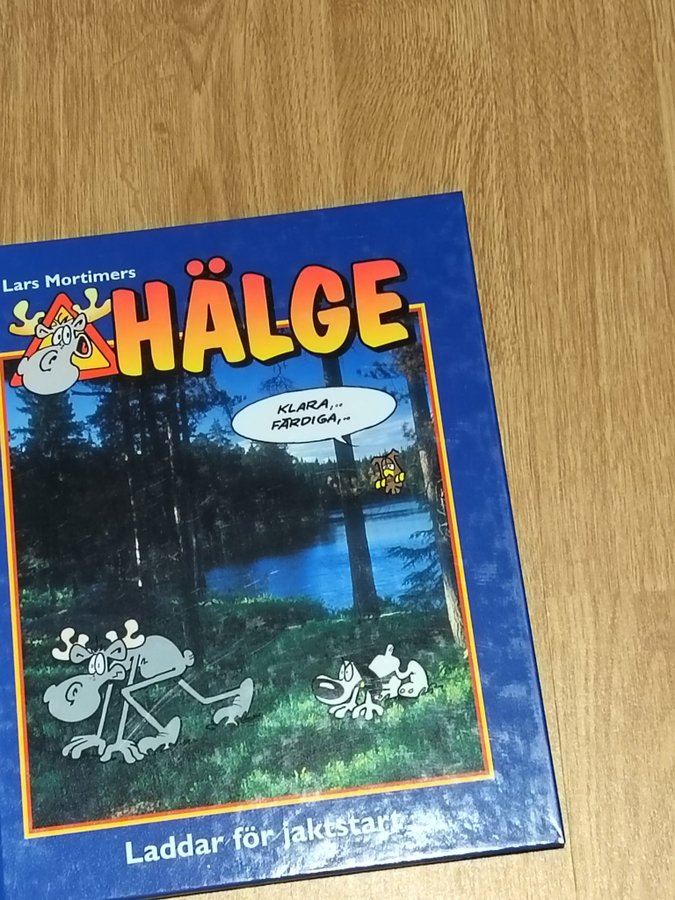 Lars Mortimers
HÄLGE
KLARA,..
FÄRDIGA,..
Laddar för jaktstart